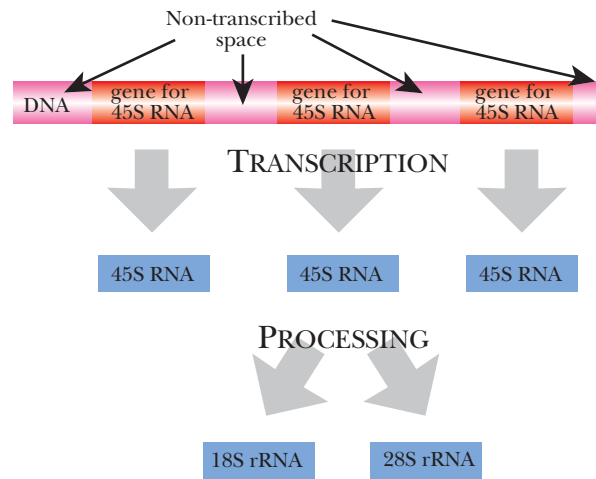 Non-transcribed
space
DNA
gene for
45S RNA
gene for
45S RNA
gene for
45S RNA
TRANSCRIPTION
45S RNA
45S RNA
45S RNA
PROCESSING
18S rRNA
28S rRNA